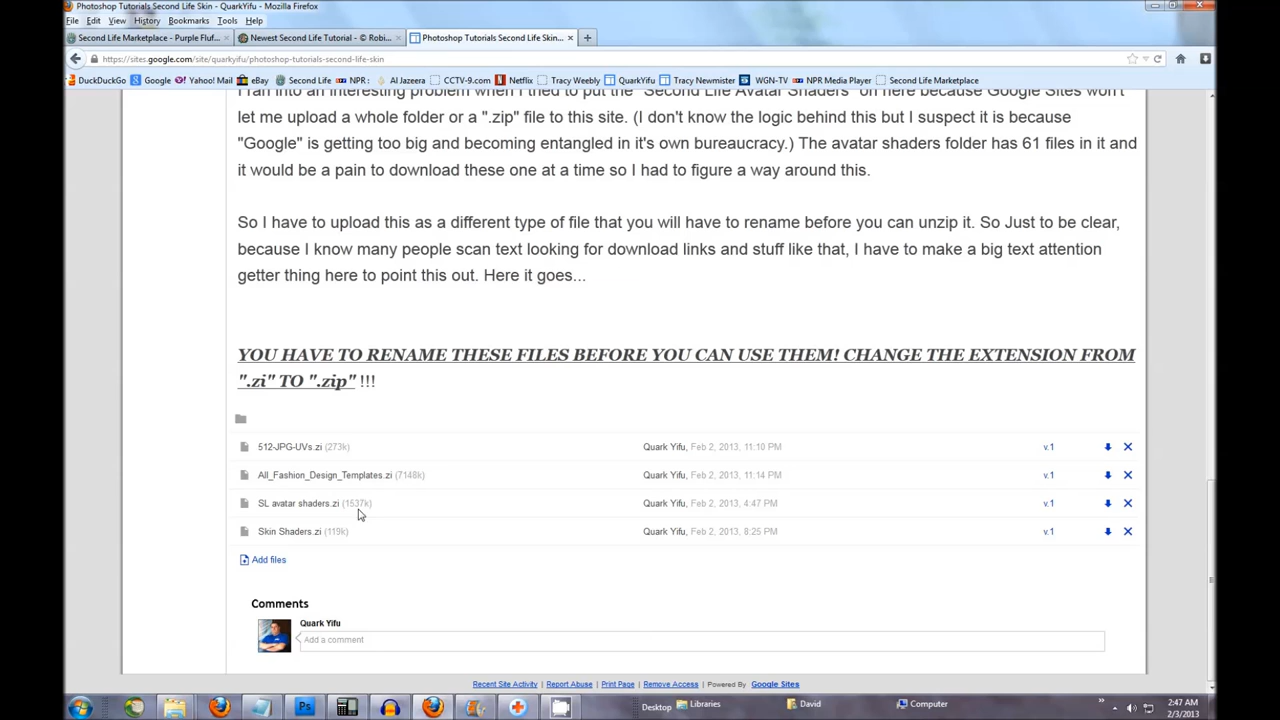 Photoshop Tutorials Second Life Skin - QuarkYifu - Mozilla Firefox
File Edit View History Bookmarks Tools Help
Second Life Marketplace - Purple Fluf... Newest Second Life Tutorial - © Robi... Photoshop Tutorials Second Life Skin...
https://sites.google.com/site/quarkyifu/photoshop-tutorials-second-life-skin
DuckDuckGo Google Yahoo! Mail eBay Second Life NPR : Al Jazeera CCTV-9.com Netflix Tracy Weebly QuarkYifu Tracy Newmister WGN-TV NPR Media Player Second Life Marketplace
I ran into an interesting problem when I tried to put the "Second Life Avatar Shaders" on here because Google Sites won't
let me upload a whole folder or a ".zip" file to this site. (I don't know the logic behind this but I suspect it is because
"Google" is getting too big and becoming entangled in it's own bureaucracy.) The avatar shaders folder has 61 files in it and
it would be a pain to download these one at a time so I had to figure a way around this.
So I have to upload this as a different type of file that you will have to rename before you can unzip it. So Just to be clear,
because I know many people scan text looking for download links and stuff like that, I have to make a big text attention
getter thing here to point this out. Here it goes...
YOU HAVE TO RENAME THESE FILES BEFORE YOU CAN USE THEM! CHANGE THE EXTENSION FROM
".zi" TO ".zip" !!!
512-JPG-UVs.zi (273k) Quark Yifu, Feb 2, 2013, 11:10 PM v.1
All_Fashion_Design_Templates.zi (7148k) Quark Yifu, Feb 2, 2013, 11:14 PM v.1
SL avatar shaders.zi (1537k) Quark Yifu, Feb 2, 2013, 4:47 PM v.1
Skin Shaders.zi (119k) Quark Yifu, Feb 2, 2013, 8:25 PM v.1
Add files
Comments
Quark Yifu
Add a comment
Recent Site Activity | Report Abuse | Print Page | Remove Access | Powered By Google Sites
Ps Desktop Libraries David Computer » 2:47 AM
2/3/2013